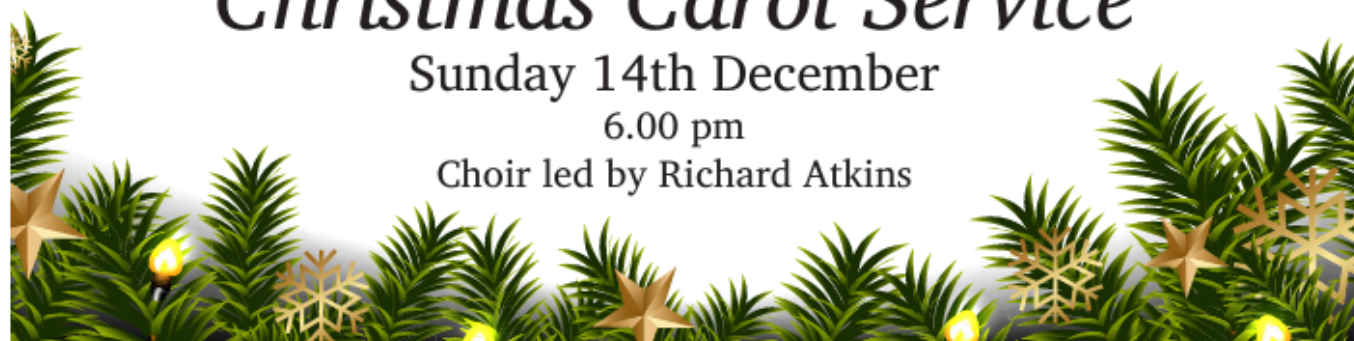 Christmas Carol Service
Sunday 14th December
6.00 pm
Choir led by Richard Atkins